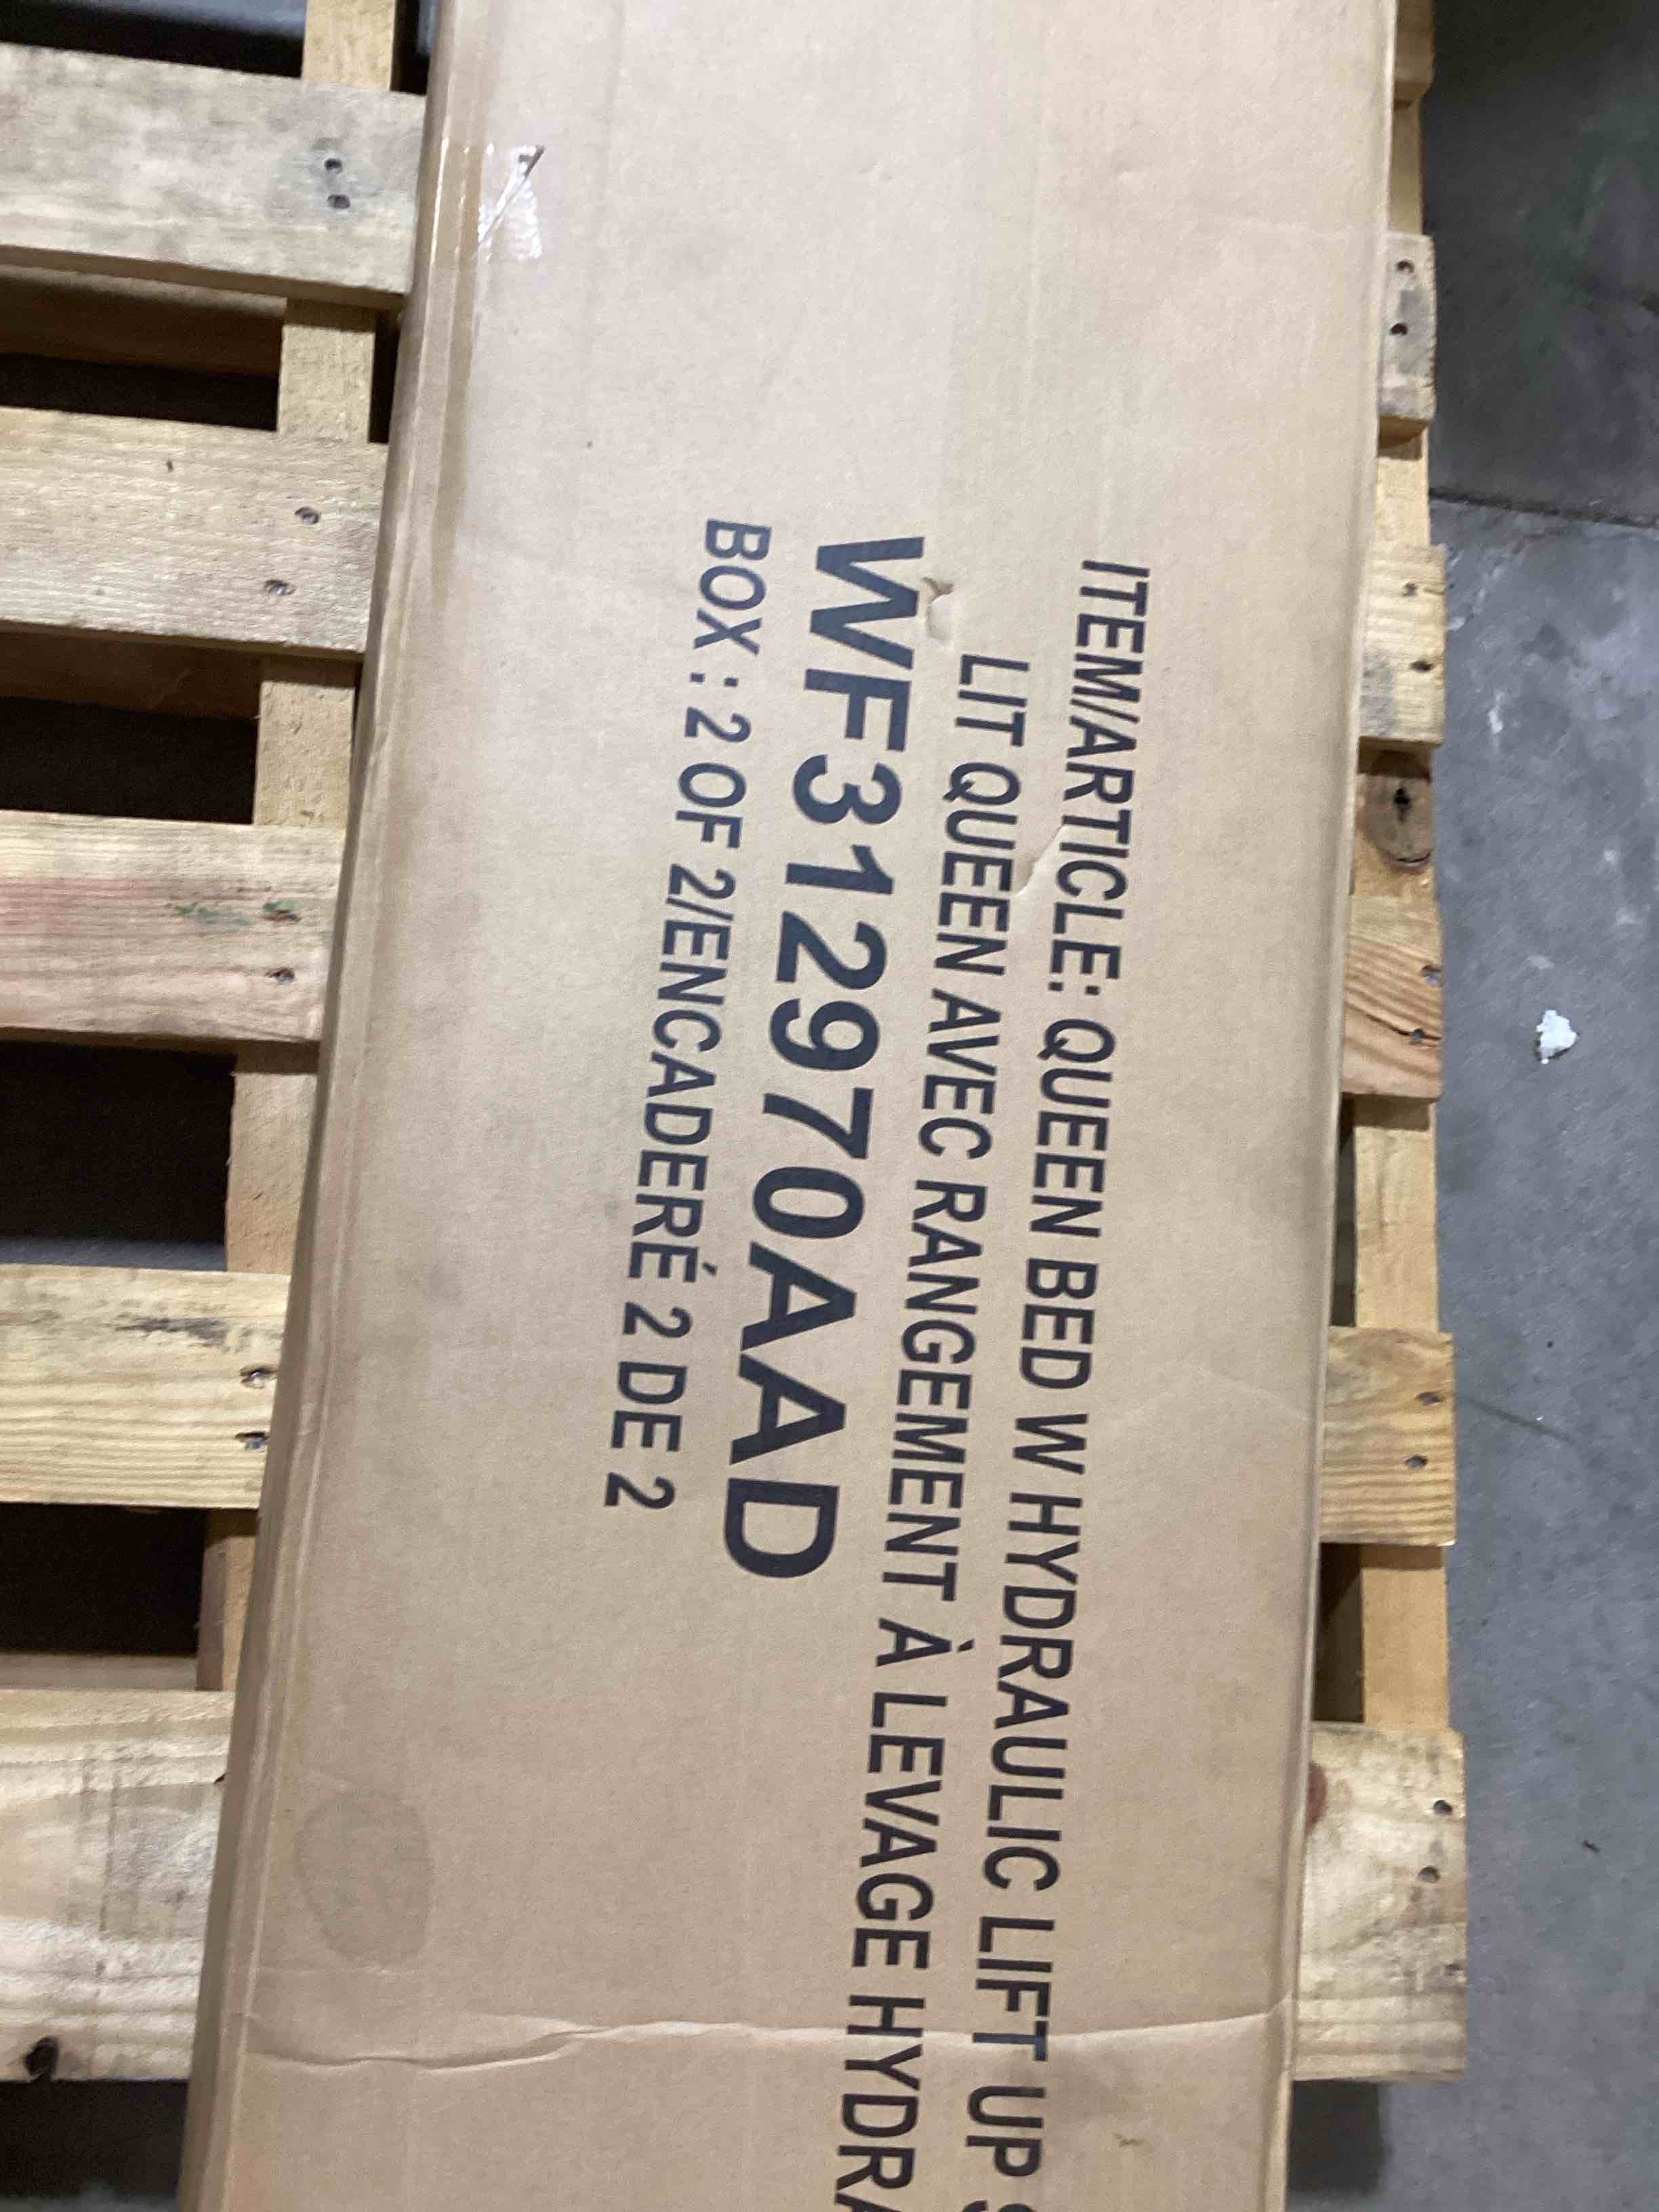 ITEM/ARTICLE: QUEEN BED W HYDRAULIC LIFT UP
LIT QUEEN AVEC RANGEMENT À LEVAGE HYDRA
WF312970AAD
BOX : 2 OF 2/ENCADERÉ 2 DE 2